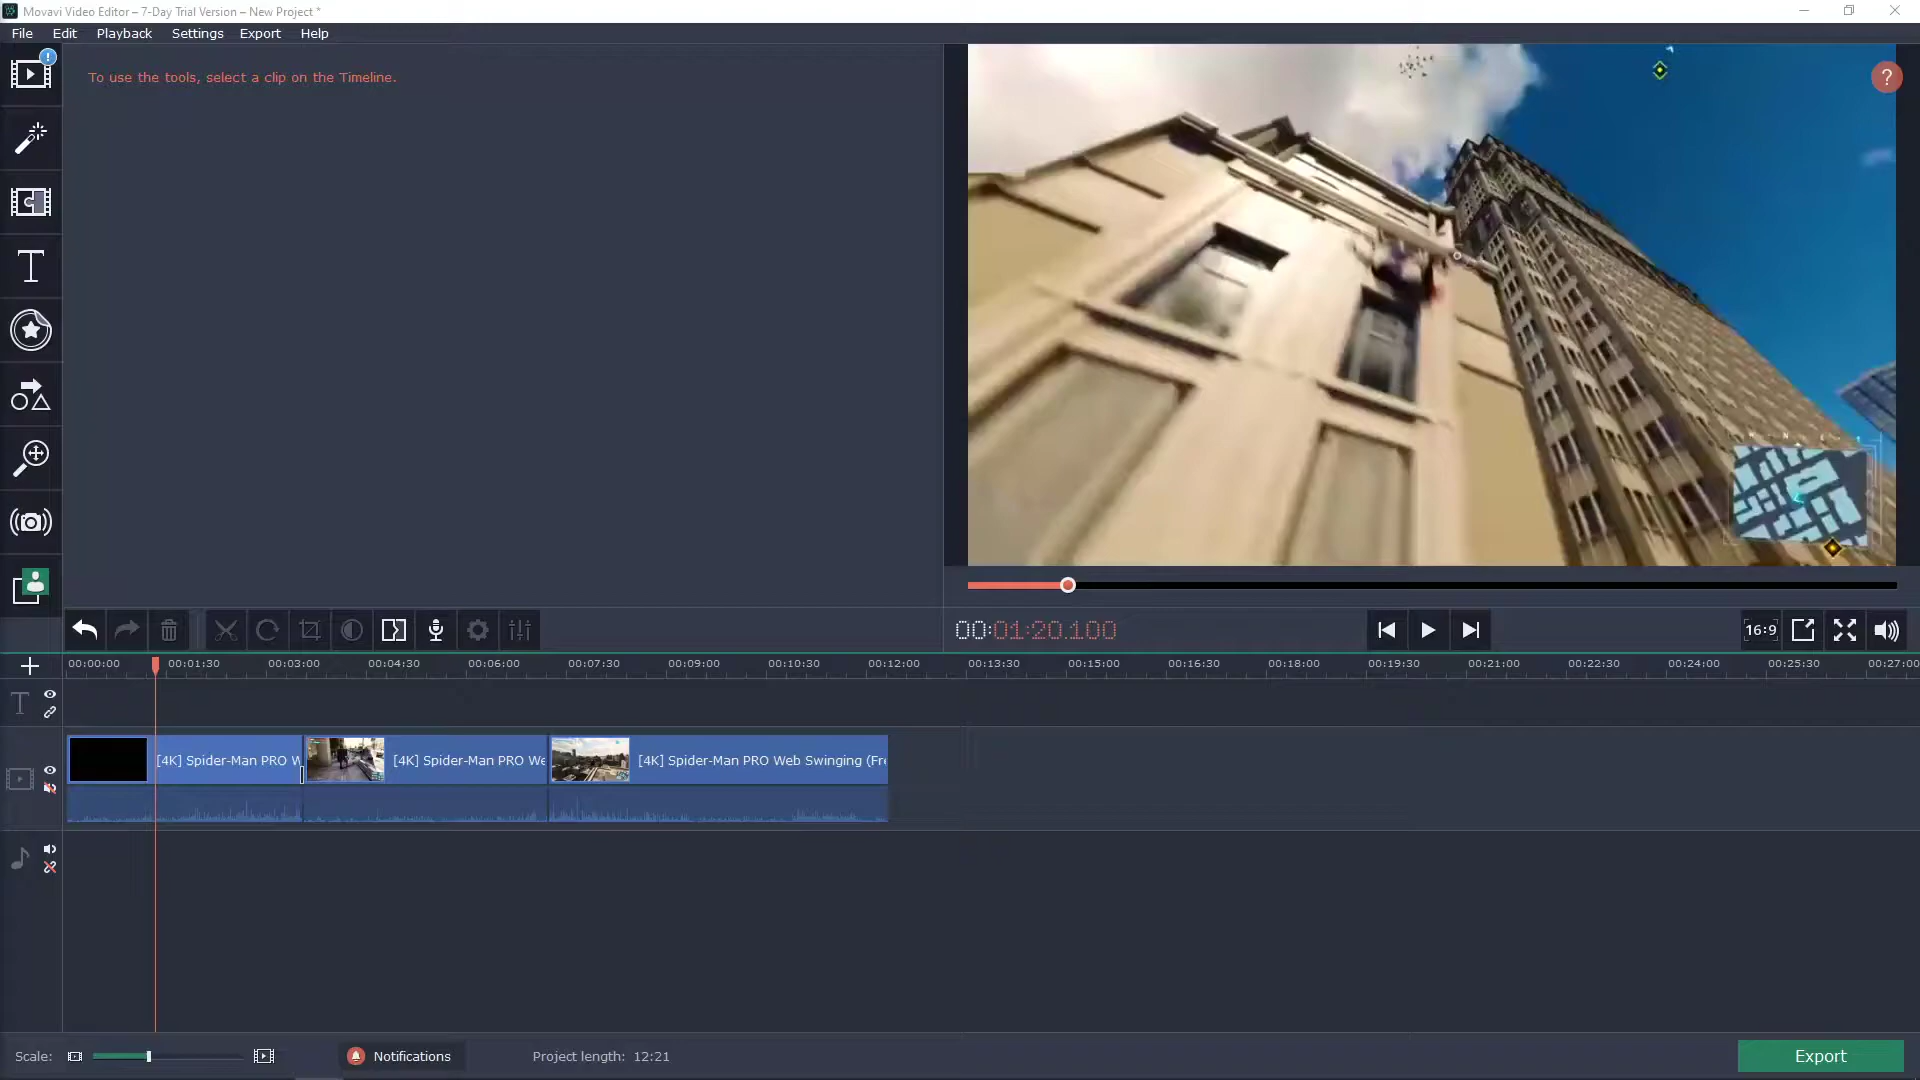 Movavi Video Editor – 7-Day Trial Version – New Project *
File Edit Playback Settings Export Help
To use the tools, select a clip on the Timeline.
?
00:01:20.100
16:9
00:00:00 00:01:30 00:03:00 00:04:30 00:06:00 00:07:30 00:09:00 00:10:30 00:12:00 00:13:30 00:15:00 00:16:30 00:18:00 00:19:30 00:21:00 00:22:30 00:24:00 00:25:30 00:27:00
[4K] Spider-Man PRO W [4K] Spider-Man PRO We [4K] Spider-Man PRO Web Swinging (Fre
Scale: Notifications Project length: 12:21 Export